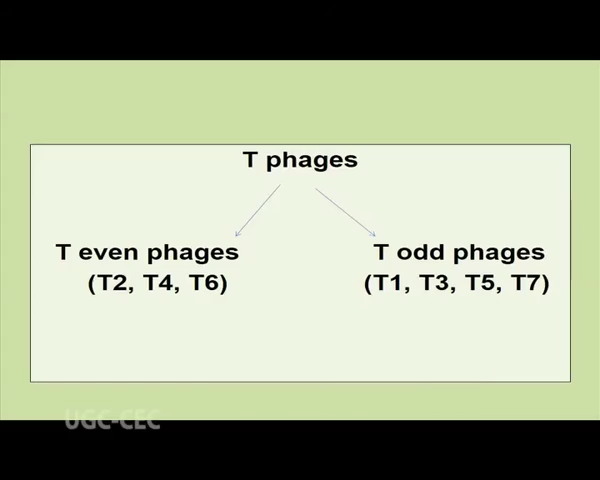 T phages
T even phages
T odd phages
(T2, T4, T6)
(T1, T3, T5, T7)
UGC-CEC